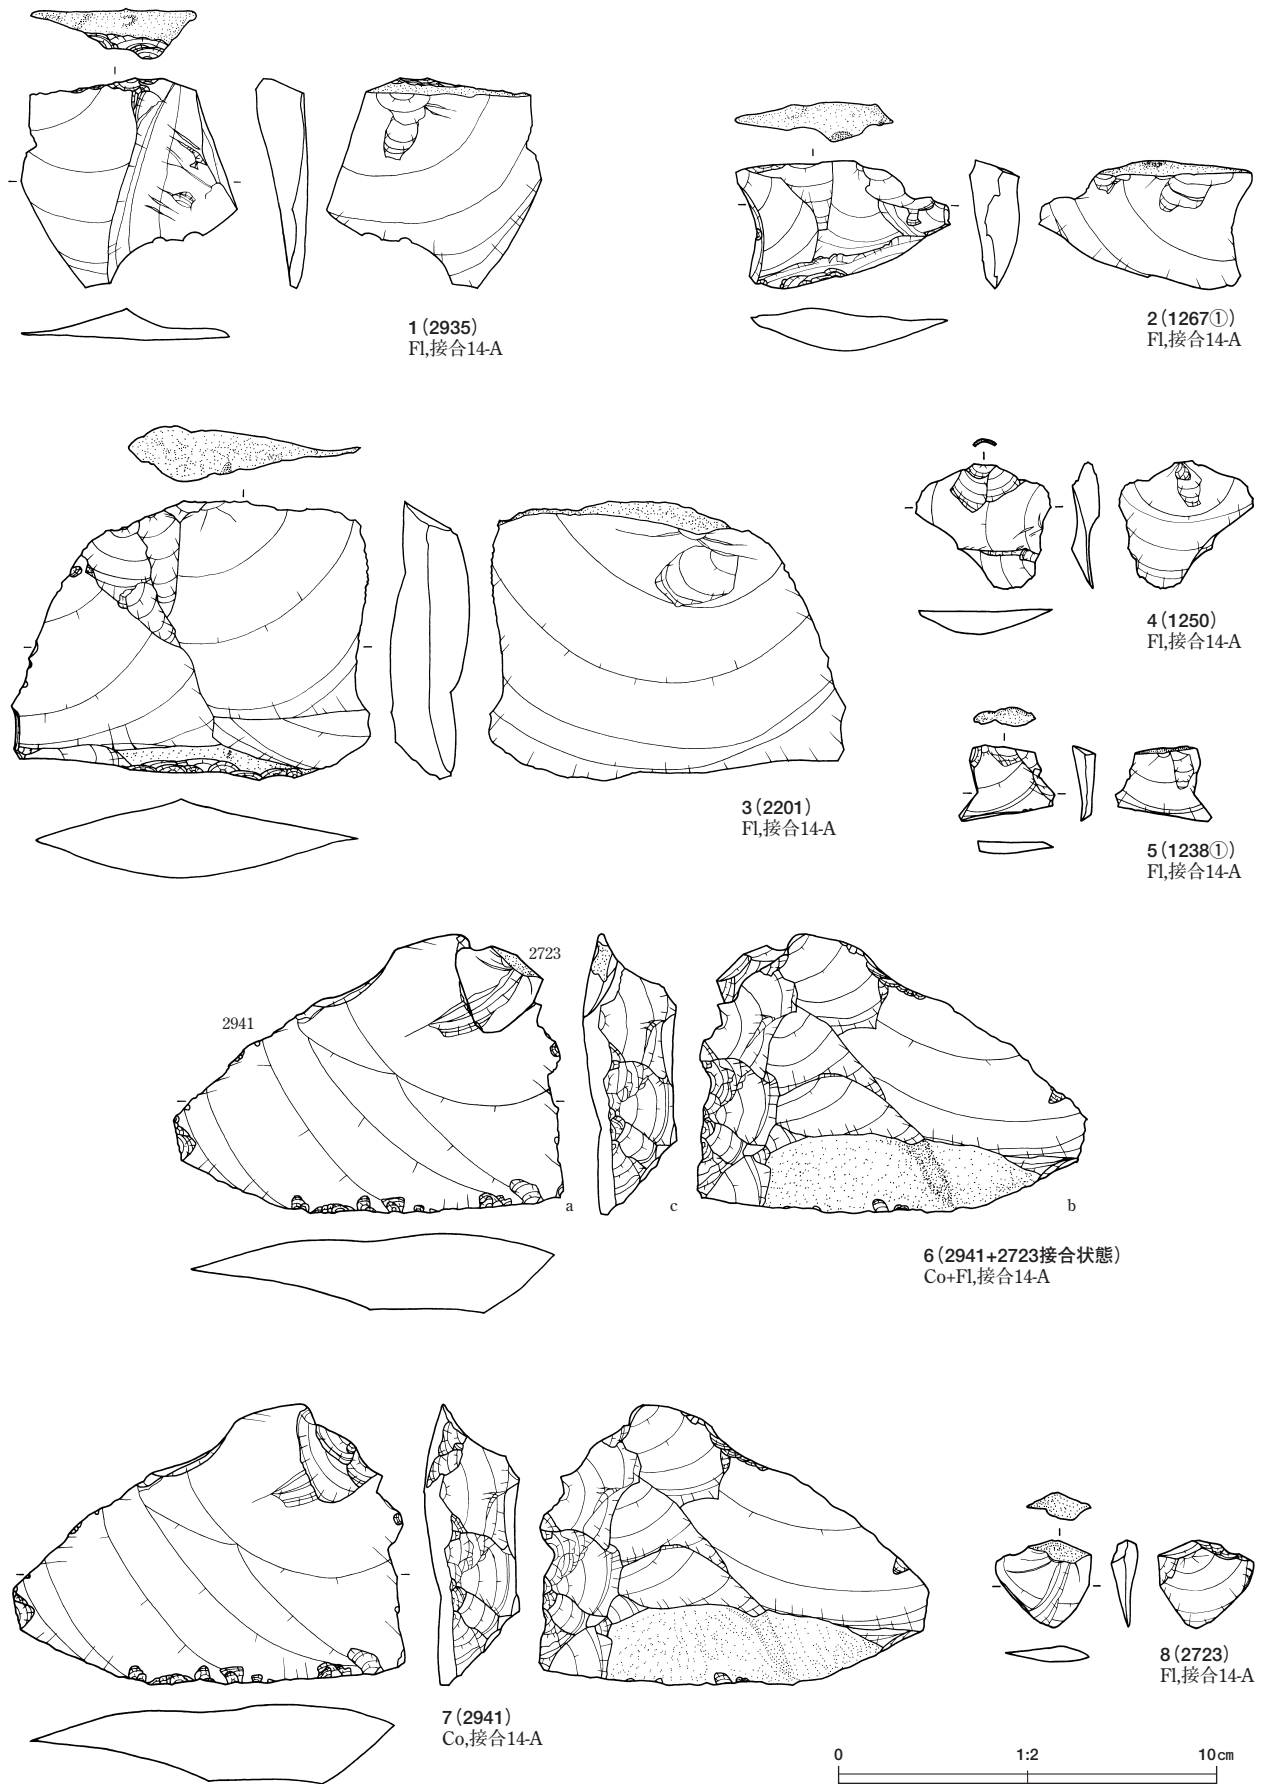 1(2935)
Fl,接合14-A
2(1267①)
Fl,接合14-A
3(2201)
Fl,接合14-A
4(1250)
Fl,接合14-A
5(1238①)
Fl,接合14-A
2723
2941
a
c
b
6(2941+2723接合状態)
Co+Fl,接合14-A
7(2941)
Co,接合14-A
8(2723)
Fl,接合14-A
0 1:2 10cm